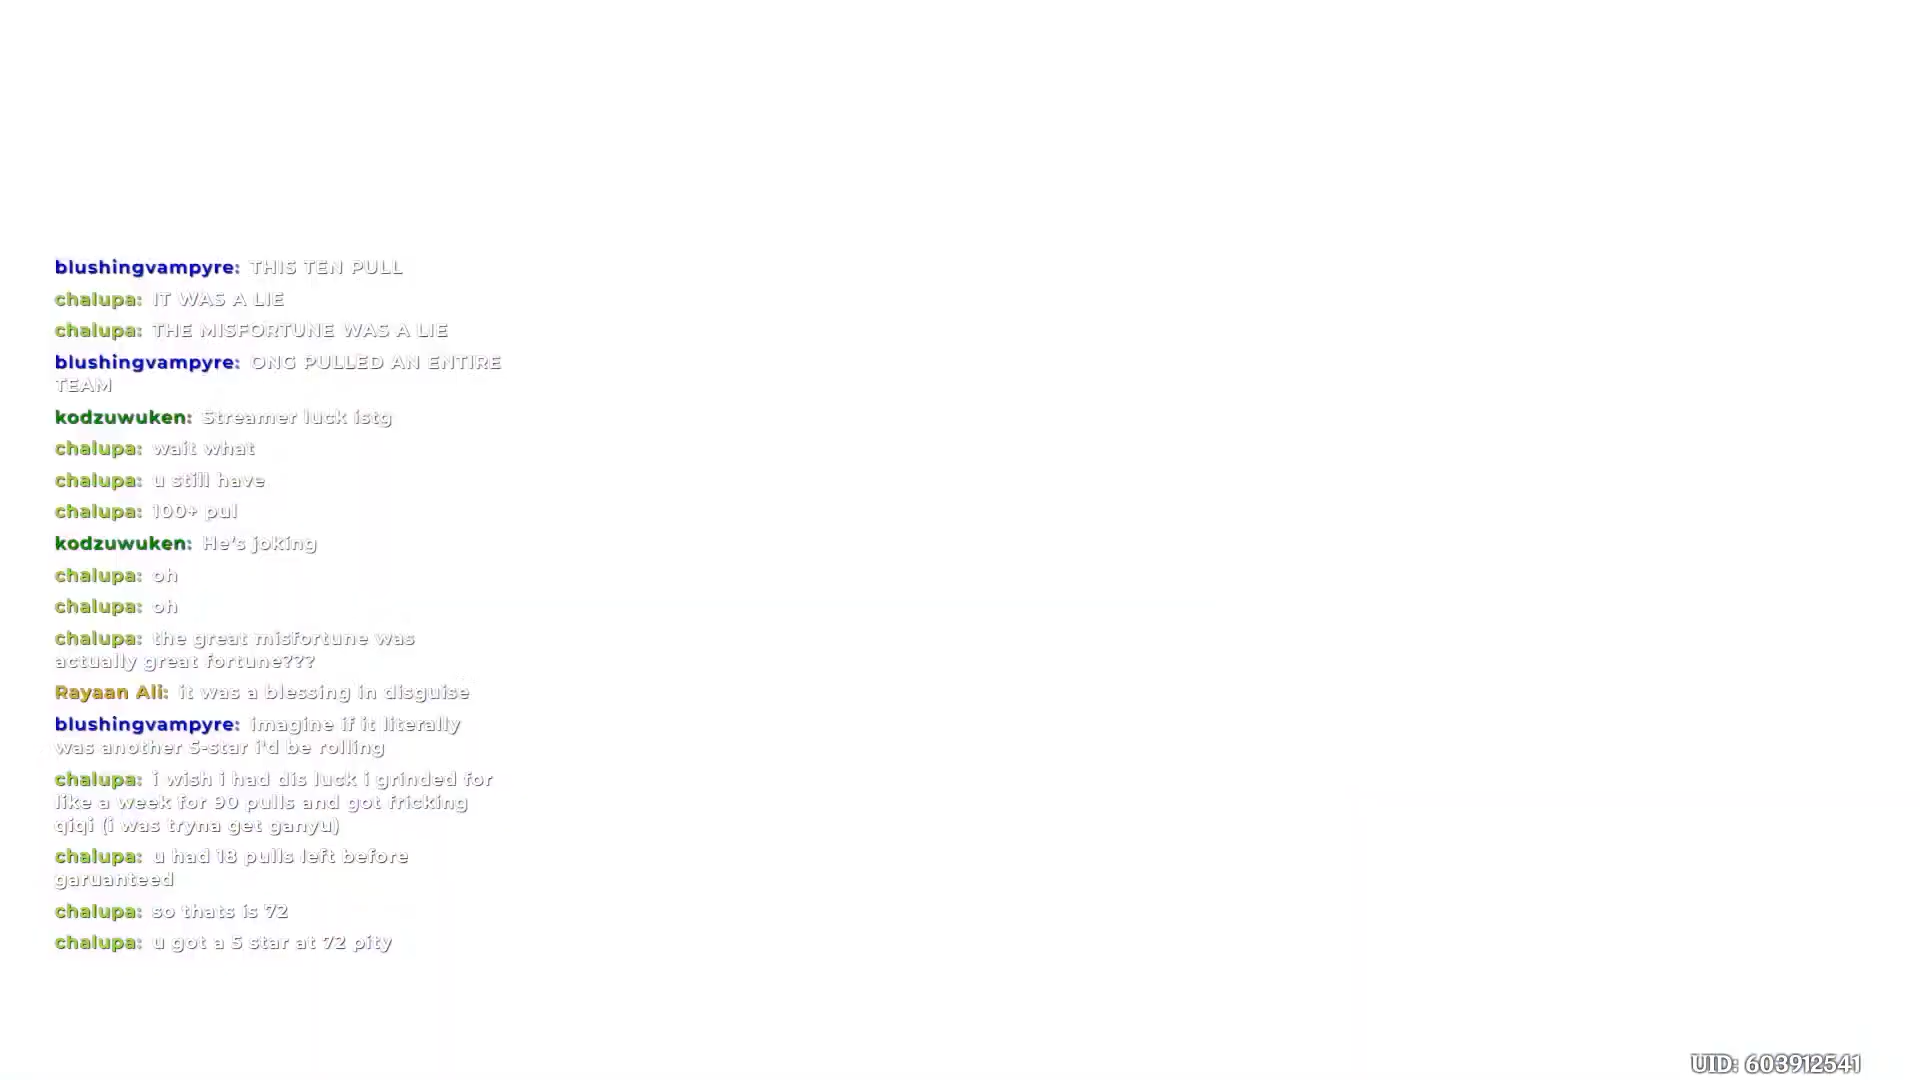 blushingvampyre: THIS TEN PULL
chalupa: IT WAS A LIE
chalupa: THE MISFORTUNE WAS A LIE
blushingvampyre: ONG PULLED AN ENTIRE
TEAM
kodzuwuken: Streamer luck istg
chalupa: wait what
chalupa: u still have
chalupa: 100+ pul
kodzuwuken: He's joking
chalupa: oh
chalupa: oh
chalupa: the great misfortune was
actually great fortune???
Rayaan Ali: it was a blessing in disguise
blushingvampyre: imagine if it literally
was another 5-star i'd be rolling
chalupa: i wish i had dis luck i grinded for
like a week for 90 pulls and got fricking
qiqi (i was tryna get ganyu)
chalupa: u had 18 pulls left before
garuanteed
chalupa: so thats is 72
chalupa: u got a 5 star at 72 pity
UID: 603912541